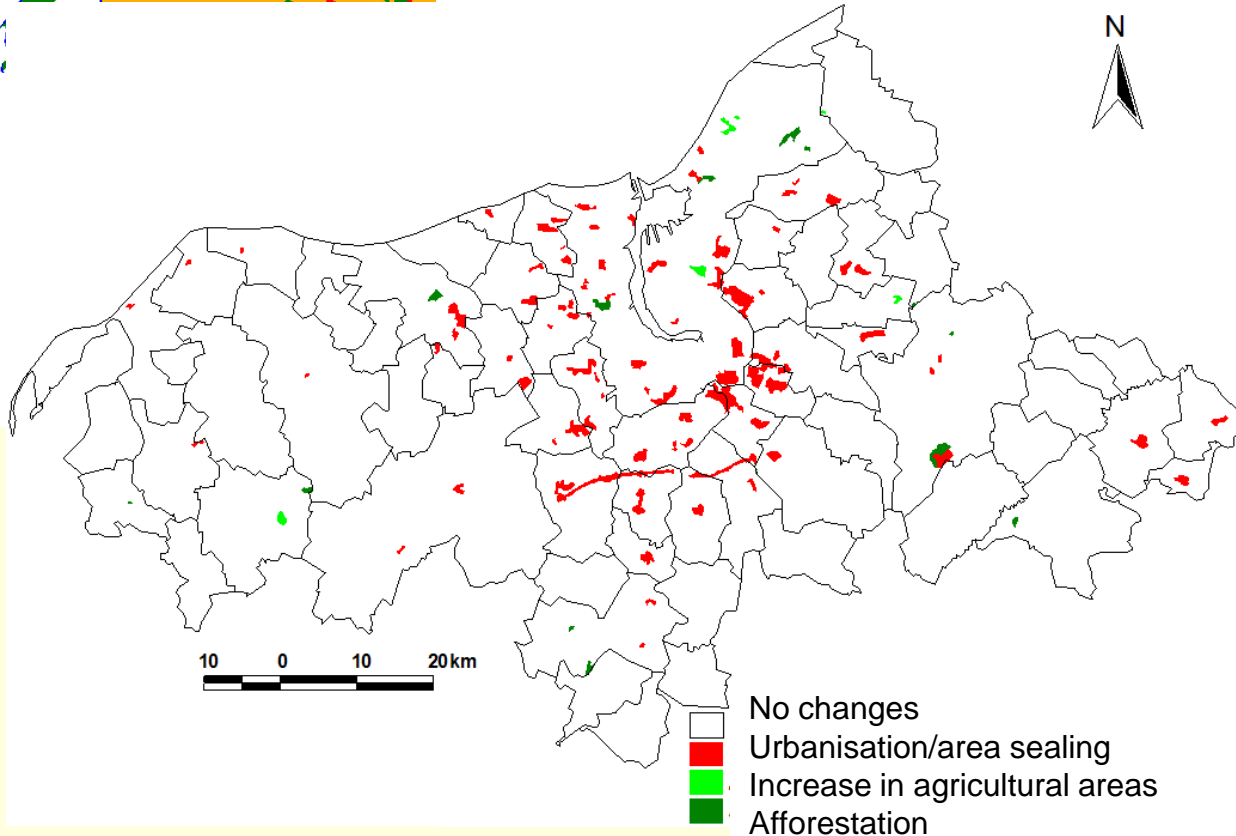 N
10 0 10 20km
No changes
Urbanisation/area sealing
Increase in agricultural areas
Afforestation